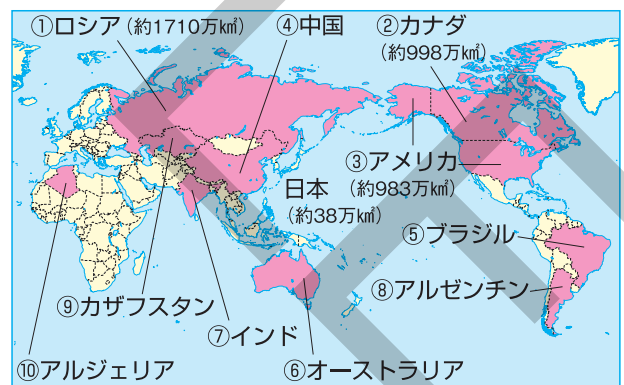 ①ロシア(約1710万㎢)
④中国
②カナダ
(約998万㎢)
③アメリカ
(約983万㎢)
日本
(約38万㎢)
⑤ブラジル
⑧アルゼンチン
⑨カザフスタン
⑦インド
⑩アルジェリア
⑥オーストラリア